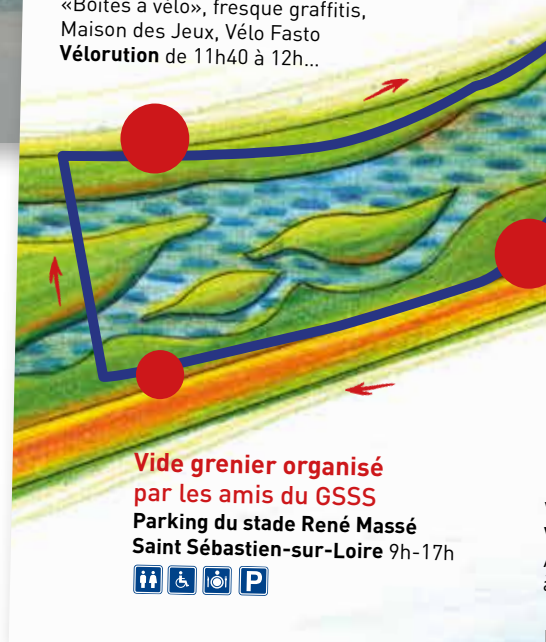 «Boîtes à vélo», fresque graffitis,
Maison des Jeux, Vélo Fasto
Vélorution de 11h40 à 12h...
Vide grenier organisé
par les amis du GSSS
Parking du stade René Massé
Saint Sébastien-sur-Loire 9h-17h
P